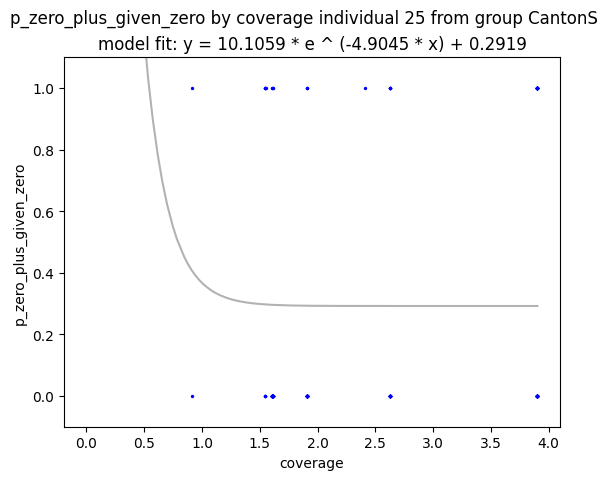 p_zero_plus_given_zero by coverage individual 25 from group CantonS
model fit: y = 10.1059 * e ^ (-4.9045 * x) + 0.2919
1.0
0.8
0.6
0.4
0.2
0.0
p_zero_plus_given_zero
0.0 0.5 1.0 1.5 2.0 2.5 3.0 3.5 4.0
coverage